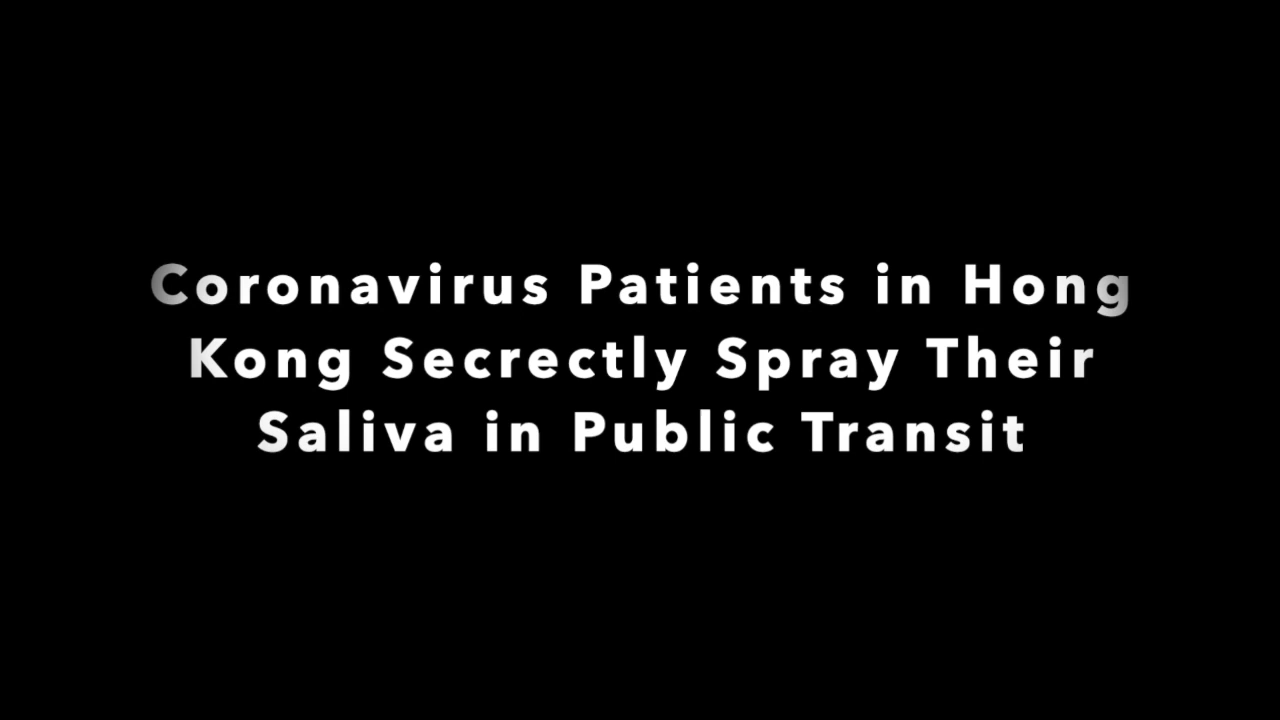 Coronavirus Patients in Hong
Kong Secrectly Spray Their
Saliva in Public Transit